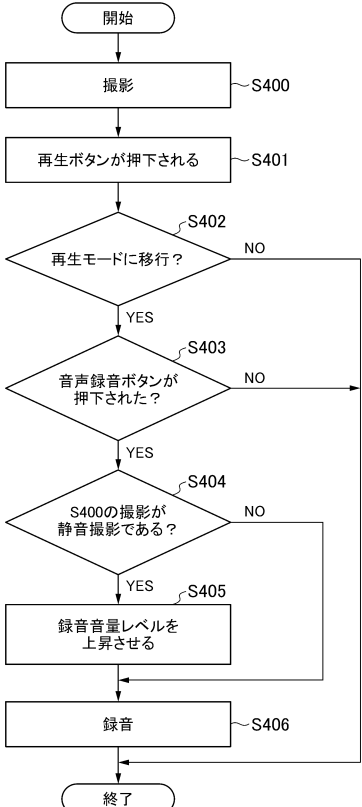 開始
撮影
S400
再生ボタンが押下される
S401
S402
再生モードに移行?
NO
YES
S403
音声録音ボタンが
押下された?
NO
YES
S404
S400の撮影が
静音撮影である?
NO
YES
S405
録音音量レベルを
上昇させる
録音
S406
終了